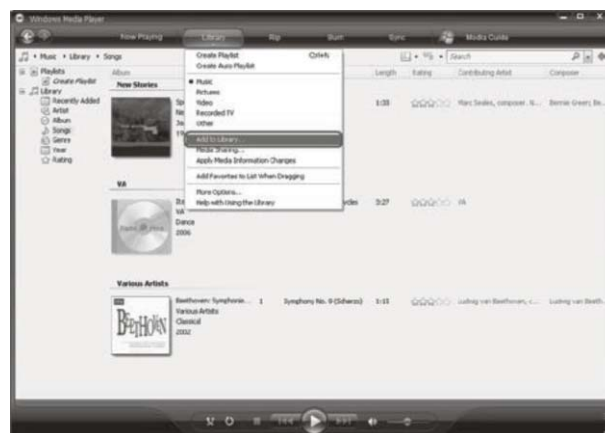 Windows Media Player
Now Playing Library Rip Burn Sync Media Guide
Music Library Songs
Search
Playlists
Create Playlist
Library
Recently Added
Artist
Album
Songs
Genre
Year
Rating
Create Playlist Ctrl+N
Create Auto Playlist
Music
Pictures
Video
Recorded TV
Other
Add to Library...
Media Sharing...
Apply Media Information Changes
Add Favorites to List When Dragging
More Options...
Help with Using the Library
Album Length Rating Contributing Artist Composer
New Stories
1:38 Marc Seales, composer. N... Bernie Green; Be...
VA
VA 3:27 VA
Dance
2006
Various Artists
Beethoven: Symphonie... 1 Symphony No. 9 (Scherzo) 1:15 Ludwig van Beethoven, c... Ludwig van Beeth...
Various Artists
Classical
2002